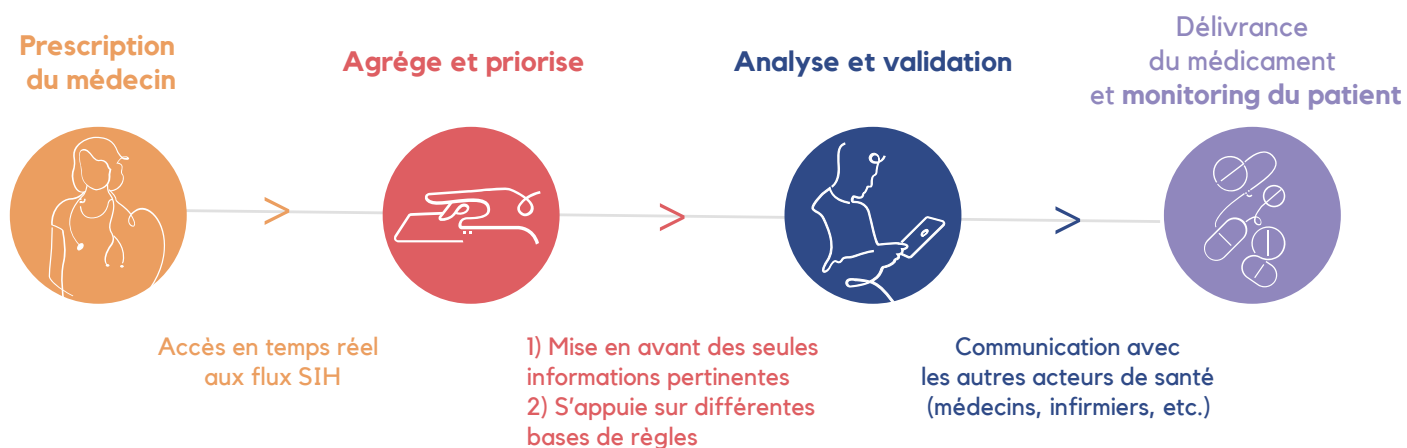 Prescription
du médecin
Agrége et priorise
Analyse et validation
Délivrance
du médicament
et monitoring du patient
>
>
>
Accès en temps réel
aux flux SIH
1) Mise en avant des seules
informations pertinentes
2) S'appuie sur différentes
bases de règles
Communication avec
les autres acteurs de santé
(médecins, infirmiers, etc.)